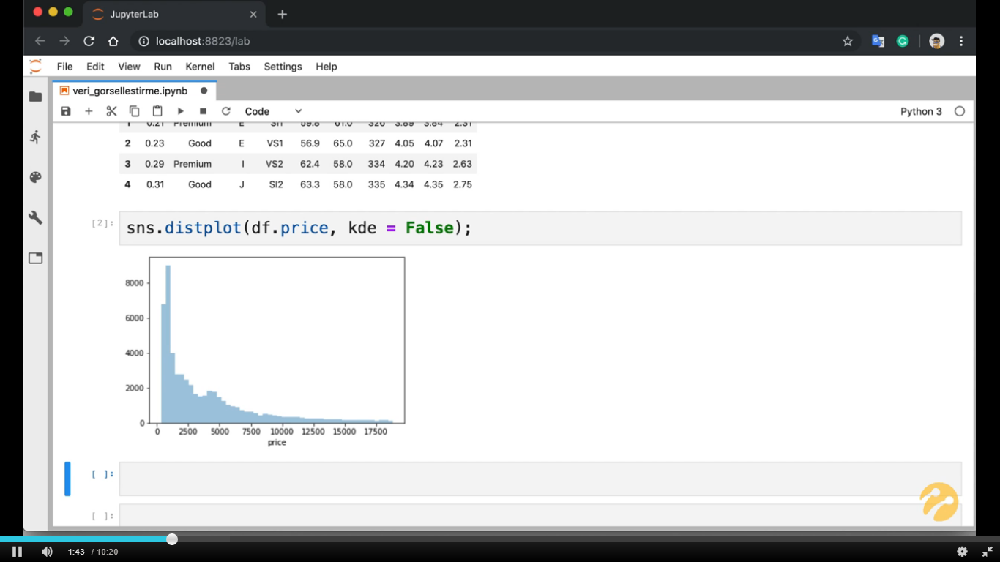 JupyterLab
localhost:8823/lab
File Edit View Run Kernel Tabs Settings Help
veri_gorsellestirme.ipynb
Code Python 3
1 0.21 Premium E SI1 59.8 61.0 326 3.89 3.84 2.31
2 0.23 Good E VS1 56.9 65.0 327 4.05 4.07 2.31
3 0.29 Premium I VS2 62.4 58.0 334 4.20 4.23 2.63
4 0.31 Good J SI2 63.3 58.0 335 4.34 4.35 2.75
[2]: sns.distplot(df.price, kde = False);
8000
6000
4000
2000
0
0 2500 5000 7500 10000 12500 15000 17500
price
[ ]:
[ ]:
1:43 / 10:20